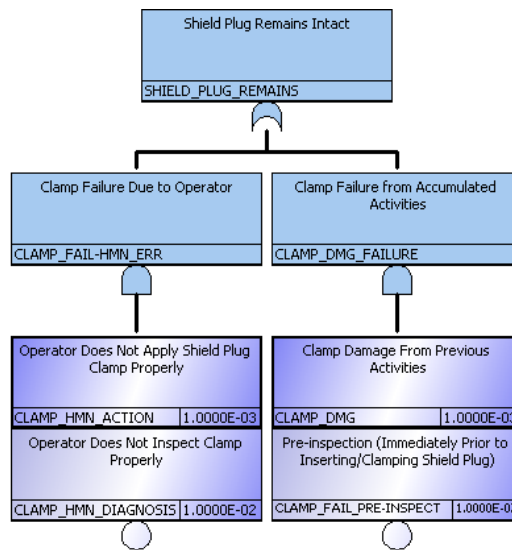 Shield Plug Remains Intact
SHIELD_PLUG_REMAINS
Clamp Failure Due to Operator
CLAMP_FAIL-HMN_ERR
Clamp Failure from Accumulated
Activities
CLAMP_DMG_FAILURE
Operator Does Not Apply Shield Plug
Clamp Properly
CLAMP_HMN_ACTION 1.0000E-03
Operator Does Not Inspect Clamp
Properly
CLAMP_HMN_DIAGNOSIS 1.0000E-02
Clamp Damage From Previous
Activities
CLAMP_DMG 1.0000E-03
Pre-inspection (Immediately Prior to
Inserting/Clamping Shield Plug)
CLAMP_FAIL_PRE-INSPECT